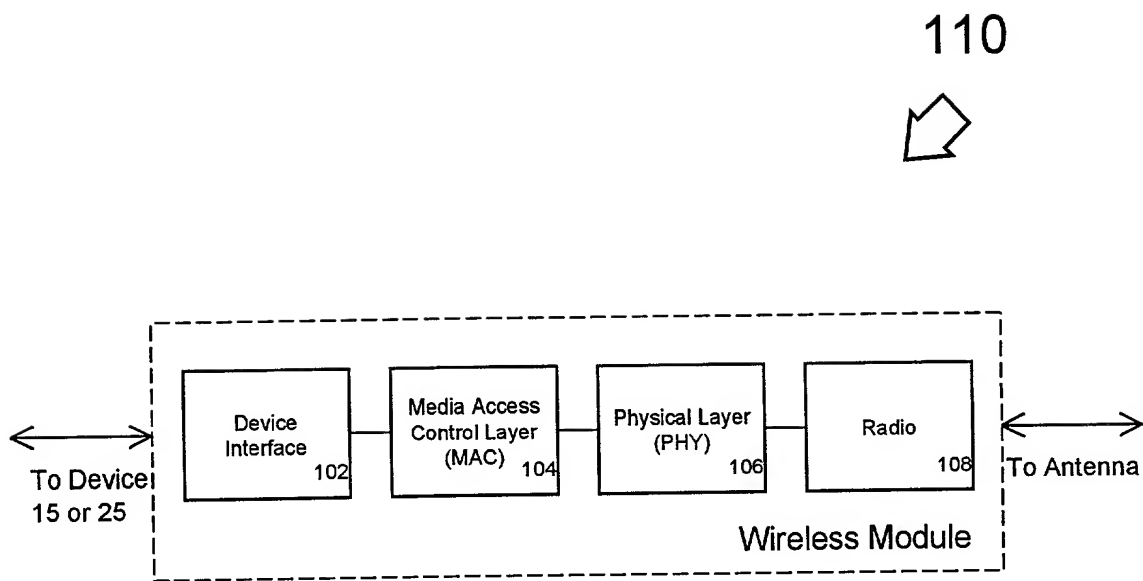 110
Device
Interface
102
Media Access
Control Layer
(MAC)
104
Physical Layer
(PHY)
106
Radio
108
To Device
15 or 25
To Antenna
Wireless Module